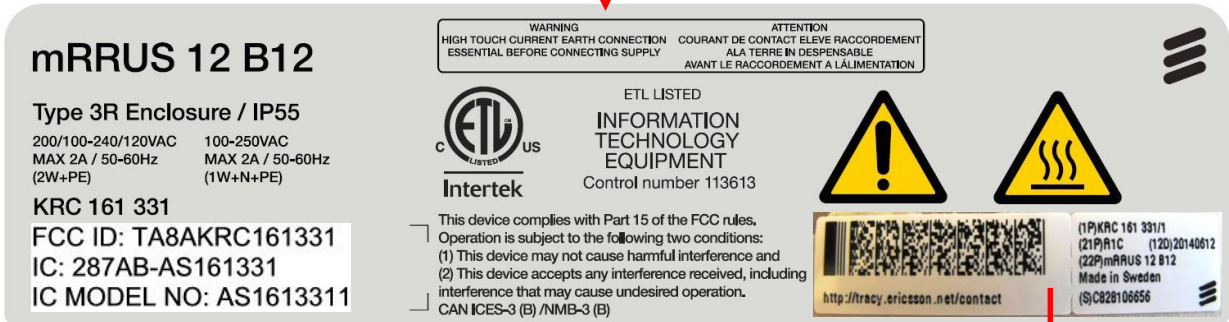 mRRUS 12 B12
Type 3R Enclosure / IP55
200/100-240/120VAC
MAX 2A / 50-60Hz
(2W+PE)
100-250VAC
MAX 2A / 50-60Hz
(1W+N+PE)
KRC 161 331
FCC ID: TA8AKRC161331
IC: 287AB-AS161331
IC MODEL NO: AS1613311
WARNING
HIGH TOUCH CURRENT EARTH CONNECTION
ESSENTIAL BEFORE CONNECTING SUPPLY
ATTENTION
COURANT DE CONTACT ELEVE RACCORDEMENT
ALA TERRE IN DESPENSABLE
AVANT LE RACCORDEMENT A LÁLIMENTATION
ETL
CM
LISTED
C US
Intertek
ETL LISTED
INFORMATION
TECHNOLOGY
EQUIPMENT
Control number 113613
This device complies with Part 15 of the FCC rules.
Operation is subject to the following two conditions:
(1) This device may not cause harmful interference and
(2) This device accepts any interference received, including
interference that may cause undesired operation.
CAN ICES-3 (B) /NMB-3 (B)
http://tracy.ericsson.net/contact
(1P)KRC 161 331/1
(21P)R1C (12D)20140612
(22P)mRRUS 12 B12
Made in Sweden
(S)C828106656